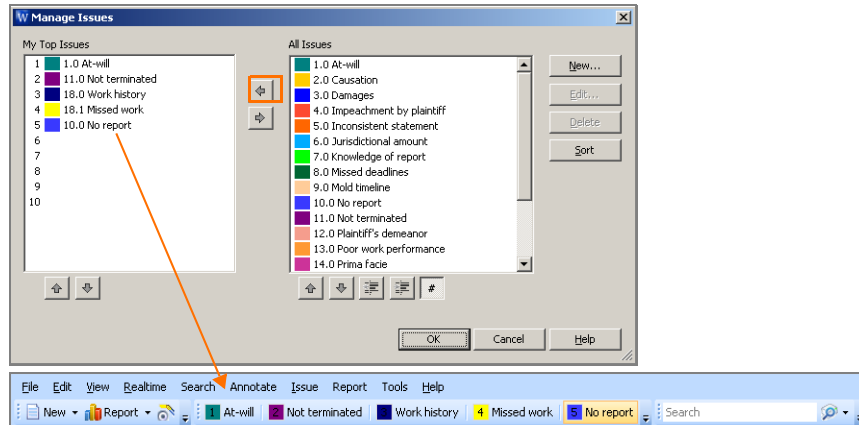 W Manage Issues
My Top Issues
1 1.0 At-will
2 11.0 Not terminated
3 18.0 Work history
4 18.1 Missed work
5 10.0 No report
6
7
8
9
10
All Issues
1.0 At-will
2.0 Causation
3.0 Damages
4.0 Impeachment by plaintiff
5.0 Inconsistent statement
6.0 Jurisdictional amount
7.0 Knowledge of report
8.0 Missed deadlines
9.0 Mold timeline
10.0 No report
11.0 Not terminated
12.0 Plaintiff's demeanor
13.0 Poor work performance
14.0 Prima facie
New...
Edit...
Delete
Sort
#
OK Cancel Help
File Edit View Realtime Search Annotate Issue Report Tools Help
New Report 1 At-will 2 Not terminated 3 Work history 4 Missed work 5 No report Search